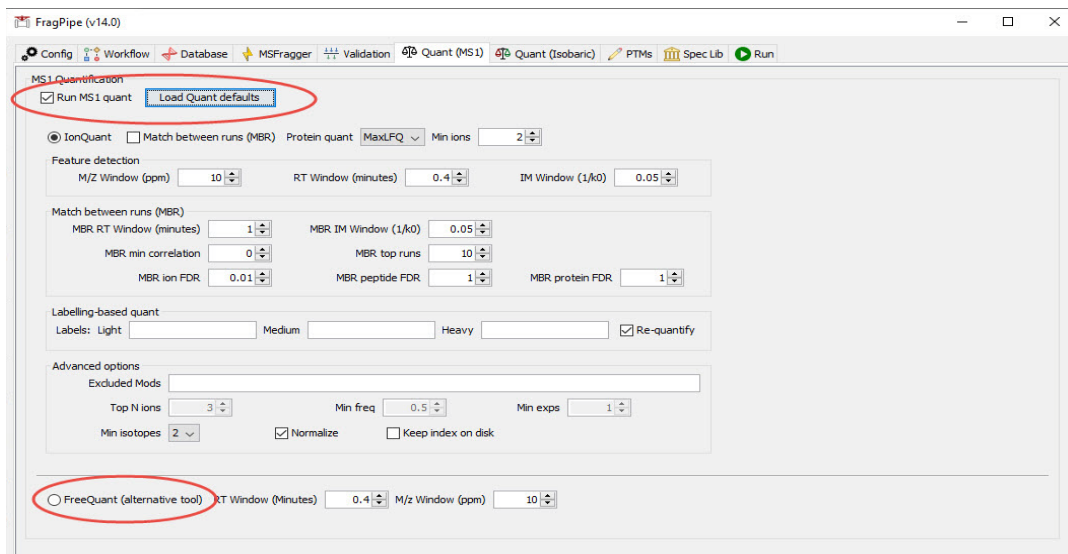 FragPipe (v14.0)
Config Workflow Database MSFragger Validation Quant (MS1) Quant (Isobaric) PTMs Spec Lib Run
MS1 Quantification
Run MS1 quant Load Quant defaults
IonQuant Match between runs (MBR) Protein quant MaxLFQ Min ions 2
Feature detection
M/Z Window (ppm) 10 RT Window (minutes) 0.4 IM Window (1/k0) 0.05
Match between runs (MBR)
MBR RT Window (minutes) 1 MBR IM Window (1/k0) 0.05
MBR min correlation 0 MBR top runs 10
MBR ion FDR 0.01 MBR peptide FDR 1 MBR protein FDR 1
Labelling-based quant
Labels: Light Medium Heavy Re-quantify
Advanced options
Excluded Mods
Top N ions 3 Min freq 0.5 Min exps 1
Min isotopes 2 Normalize Keep index on disk
FreeQuant (alternative tool) RT Window (Minutes) 0.4 M/z Window (ppm) 10